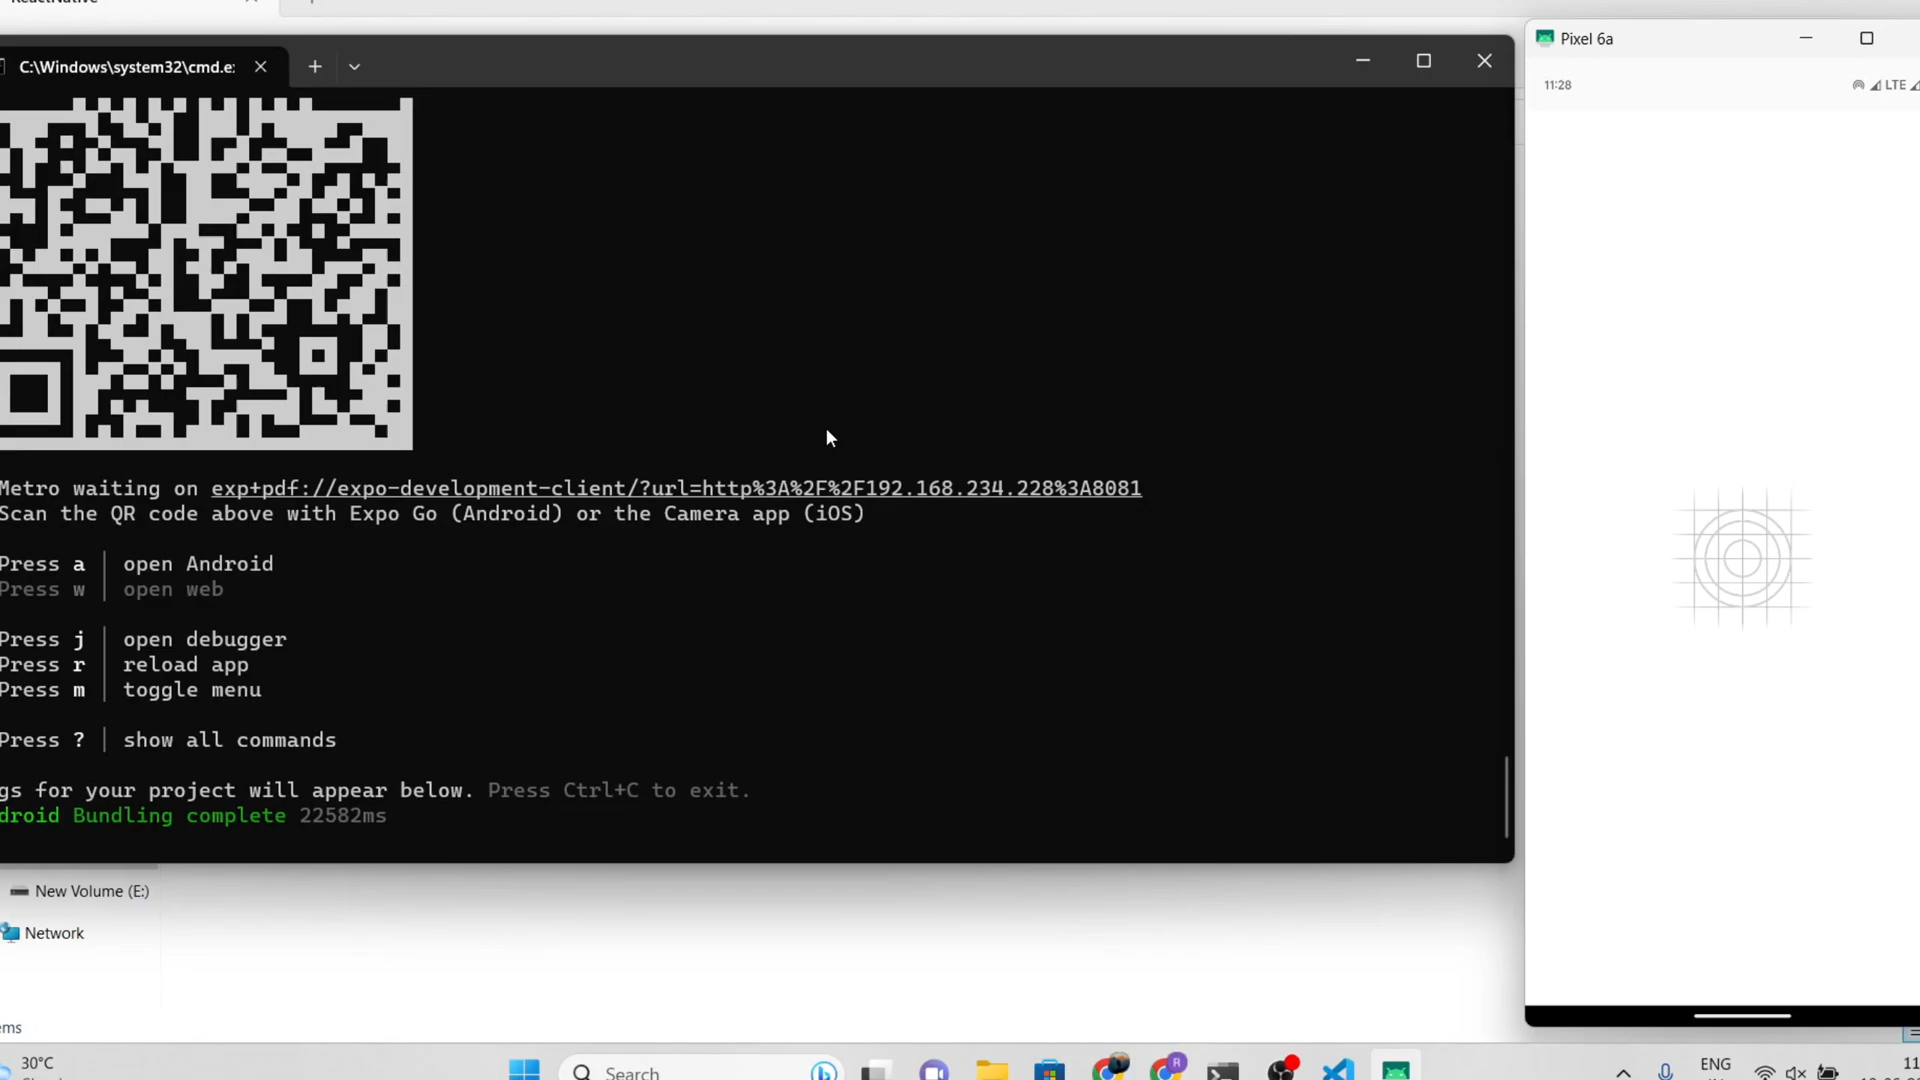 C:\Windows\system32\cmd.e:
Pixel 6a
11:28
LTE
Metro waiting on exp+pdf://expo-development-client/?url=http%3A%2F%2F192.168.234.228%3A8081
Scan the QR code above with Expo Go (Android) or the Camera app (iOS)
Press a │ open Android
Press w │ open web
Press j │ open debugger
Press r │ reload app
Press m │ toggle menu
Press ? │ show all commands
gs for your project will appear below. Press Ctrl+C to exit.
droid Bundling complete 22582ms
New Volume (E:)
Network
ems
30°C
Search
ENG
11